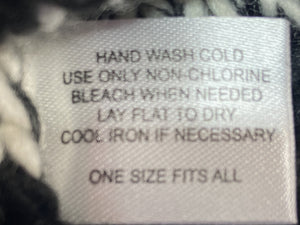 HAND WASH COLD
USE ONLY NON-CHLORINE
BLEACH WHEN NEEDED
LAY FLAT TO DRY
COOL IRON IF NECESSARY
ONE SIZE FITS ALL